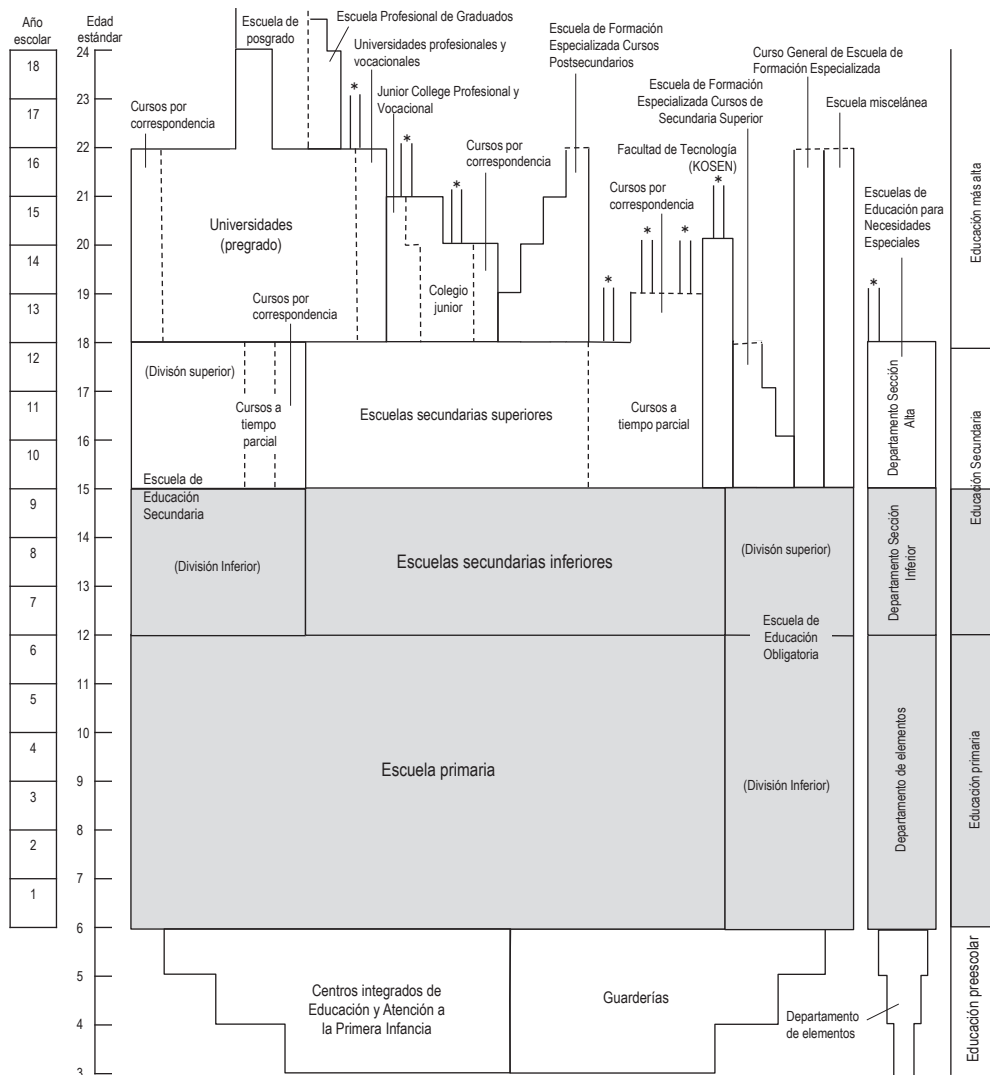 Año
escolar
Edad
estándar
18
17
16
15
14
13
12
11
10
9
8
7
6
5
4
3
2
1
24
23
22
21
20
19
18
17
16
15
14
13
12
11
10
9
8
7
6
5
4
3
Escuela de
posgrado
Escuela Profesional de Graduados
Universidades profesionales y
vocacionales
Junior College Profesional y
Vocacional
Cursos por
correspondencia
*
*
*
Cursos por
correspondencia
Escuela de Formación
Especializada Cursos
Postsecundarios
Escuela de Formación
Especializada Cursos de
Secundaria Superior
Curso General de Escuela de
Formación Especializada
Escuela miscelánea
Facultad de Tecnología
(KOSEN)
*
Cursos por
correspondencia
*
*
*
Escuelas de
Educación para
Necesidades
Especiales
*
Universidades
(pregrado)
Cursos por
correspondencia
Colegio
junior
(Divisón superior)
Cursos a
tiempo
parcial
Escuelas secundarias superiores
Cursos a
tiempo parcial
Departamento Sección
Alta
Escuela de
Educación
Secundaria
(División Inferior)
Escuelas secundarias inferiores
(Divisón superior)
Departamento Sección
Inferior
Escuela de
Educación
Obligatoria
Escuela primaria
(División Inferior)
Departamento de elementos
Centros integrados de
Educación y Atención a
la Primera Infancia
Guarderías
Departamento
de elementos
Educación más alta
Educación Secundaria
Educación primaria
Educación preescolar